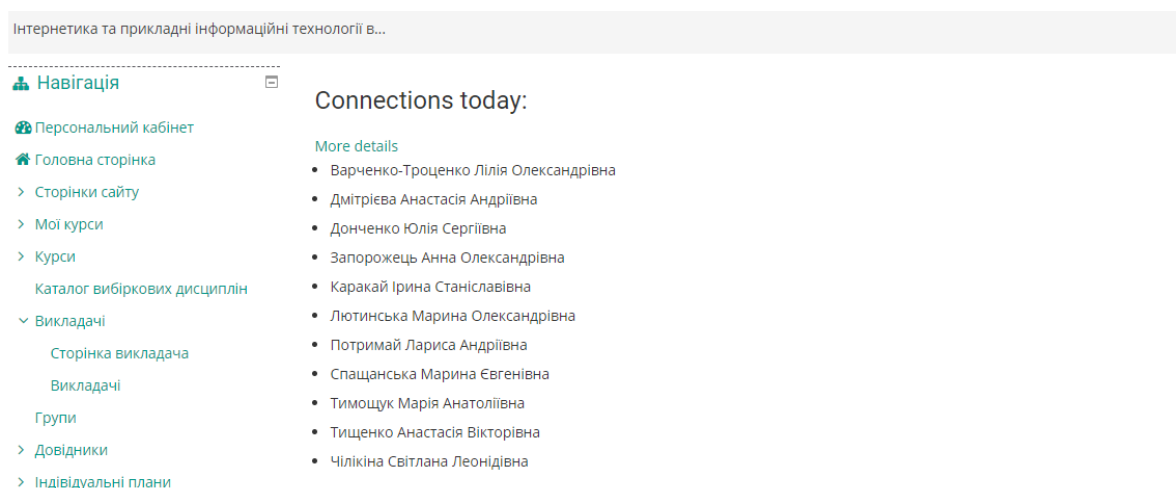 Інтернетика та прикладні інформаційні технології в...
Навігація
Персональний кабінет
Головна сторінка
Сторінки сайту
Мої курси
Курси
Каталог вибіркових дисциплін
Викладачі
Сторінка викладача
Викладачі
Групи
Довідники
Індивідуальні плани
Connections today:
More details
Варченко-Троценко Лілія Олександрівна
Дмітрієва Анастасія Андріївна
Донченко Юлія Сергіївна
Запорожець Анна Олександрівна
Каракай Ірина Станіславівна
Лютинська Марина Олександрівна
Потримай Лариса Андріївна
Спащанська Марина Євгенівна
Тимощук Марія Анатоліївна
Тищенко Анастасія Вікторівна
Чілікіна Світлана Леонідівна